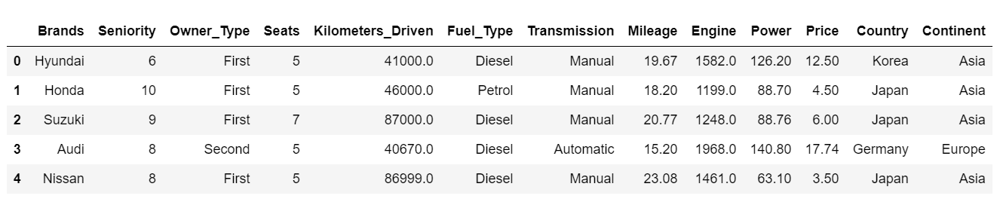 Brands Seniority Owner_Type Seats Kilometers_Driven Fuel_Type Transmission Mileage Engine Power Price Country Continent
0 Hyundai 6 First 5 41000.0 Diesel Manual 19.67 1582.0 126.20 12.50 Korea Asia
1 Honda 10 First 5 46000.0 Petrol Manual 18.20 1199.0 88.70 4.50 Japan Asia
2 Suzuki 9 First 7 87000.0 Diesel Manual 20.77 1248.0 88.76 6.00 Japan Asia
3 Audi 8 Second 5 40670.0 Diesel Automatic 15.20 1968.0 140.80 17.74 Germany Europe
4 Nissan 8 First 5 86999.0 Diesel Manual 23.08 1461.0 63.10 3.50 Japan Asia